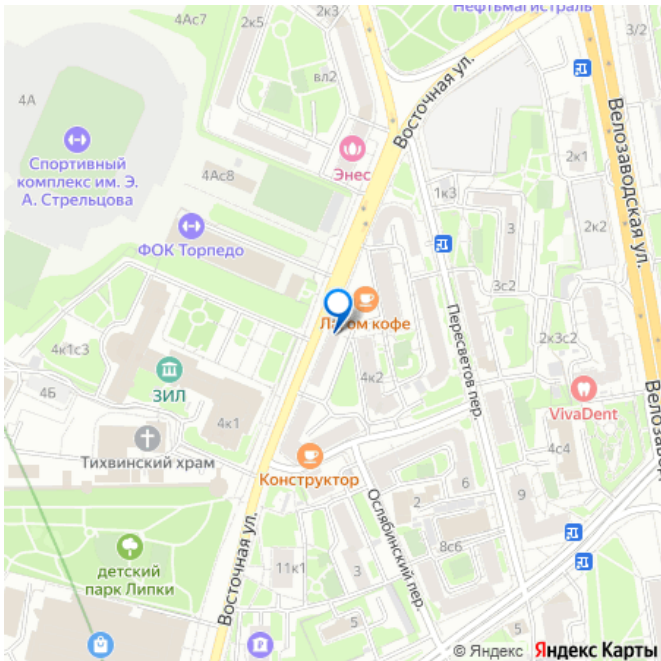 4Ас7
2к3
Нефтьмагистраль
3/2
2к5
вл2
4А
Восточная ул.
Велозаводская ул.
Спортивный
комплекс им. Э.
А. Стрельцова
Энес
2к1
4Ас8
1к3
2к2
ФОК Торпедо
3
3с2
Пересветов пер.
кофе
2к3с2
4к1с3
4к2
4Б
ЗИЛ
VivaDent
4к1
Тихвинский храм
4с4
Конструктор
Ослябинский пер.
2
6
9
Восточная ул.
8с6
детский
парк Липки
11к1
5
5
© Яндекс Яндекс Карты